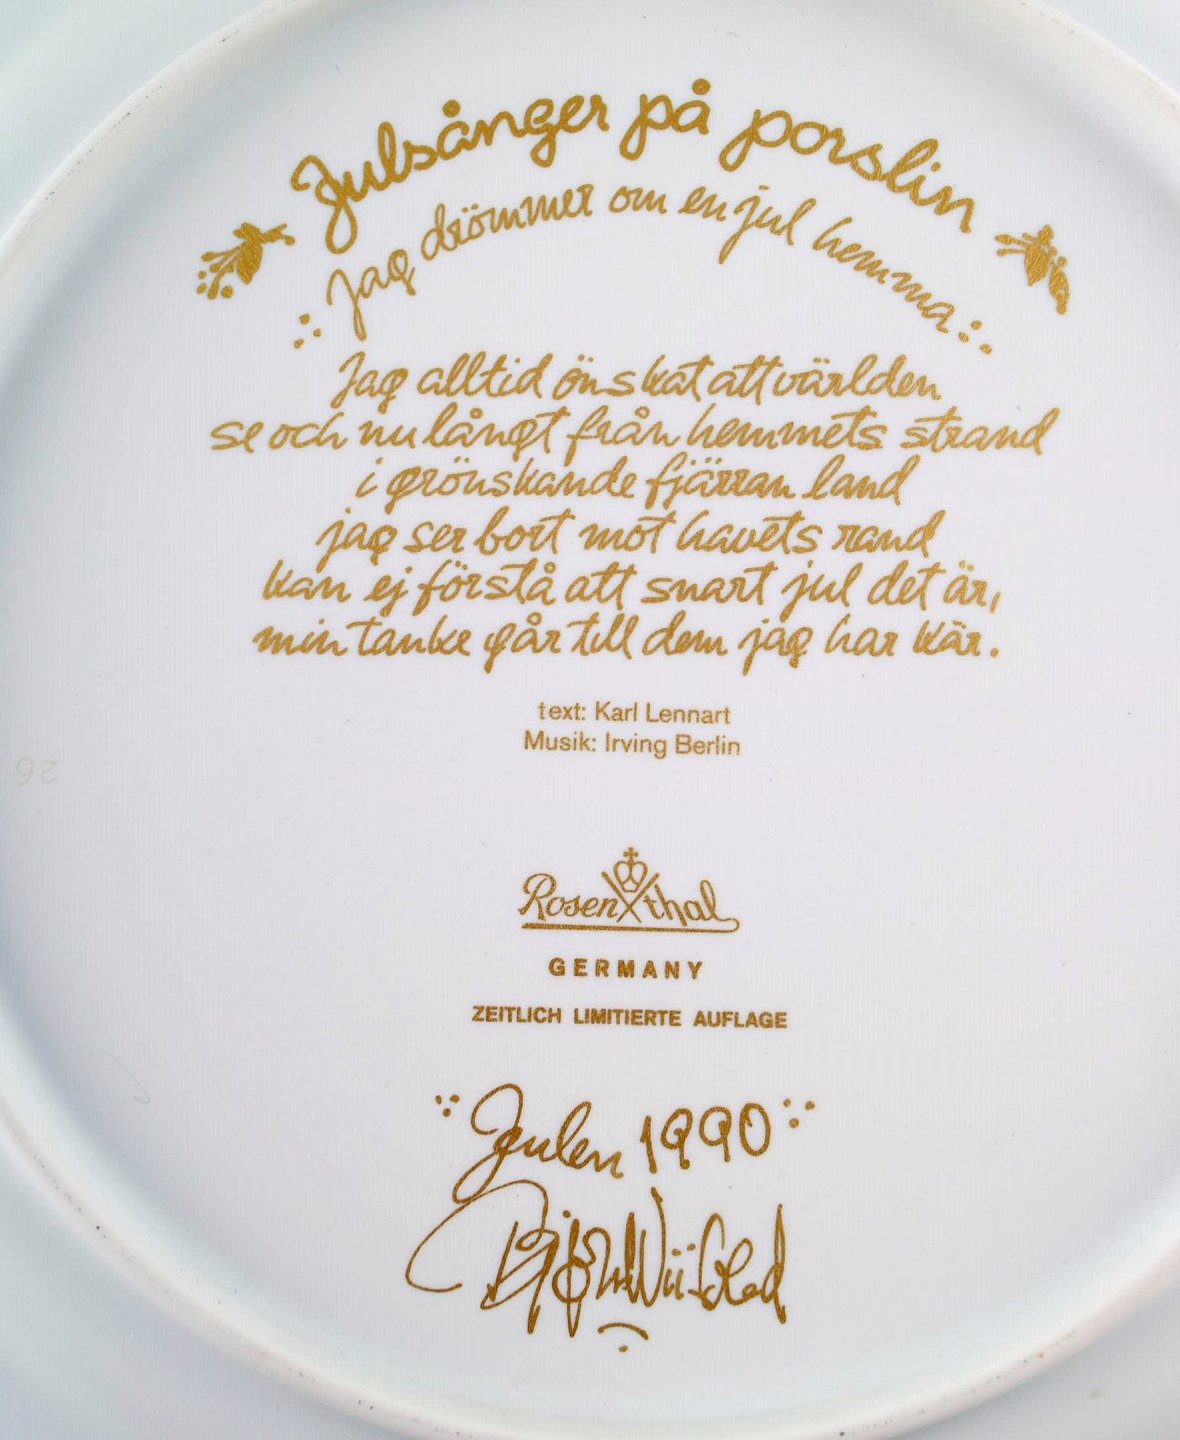 Julsånger på porslin
Jag drömmer om en jul hemma
Jag alltid önskat att världen
se och nu långt från hemmets strand
i grönskande fjärran land
jag ser bort mot havets rand
kan ej förstå att snart jul det är,
min tanke går till dem jag har kär.
text: Karl Lennart
Musik: Irving Berlin
26
Rosenthal
GERMANY
ZEITLICH LIMITIERTE AUFLAGE
Julen 1990
Björn Wiinblad